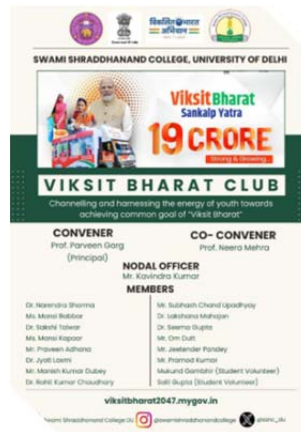 विकसित भारत
अभियान
SWAMI SHRADDHANAND COLLEGE, UNIVERSITY OF DELHI
Viksit Bharat
Sankalp Yatra
19 CRORE
Strong & Growing...
VIKSIT BHARAT CLUB
Channelling and harnessing the energy of youth towards
achieving common goal of "Viksit Bharat"
CONVENER
Prof. Parveen Garg
(Principal)
CO- CONVENER
Prof. Neera Mehra
NODAL OFFICER
Mr. Kavindra Kumar
MEMBERS
Dr. Narendra Sharma
Ms. Mansi Babbar
Dr. Sakshi Talwar
Ms. Mansi Kapoor
Mr. Praveen Adhana
Dr. Jyoti Laxmi
Mr. Manish Kumar Dubey
Dr. Rohit Kumar Choudhary
Mr. Subhash Chand Upadhyay
Dr. Lakshana Mahajan
Dr. Seema Gupta
Mr. Om Dutt
Mr. Jeetender Pandey
Mr. Pramod Kumar
Mukund Gambhir (Student Volunteer)
Salil Gupta (Student Volunteer)
viksitbharat2047.mygov.in
Swami Shraddhanand College DU
@swamishraddhanandcollege